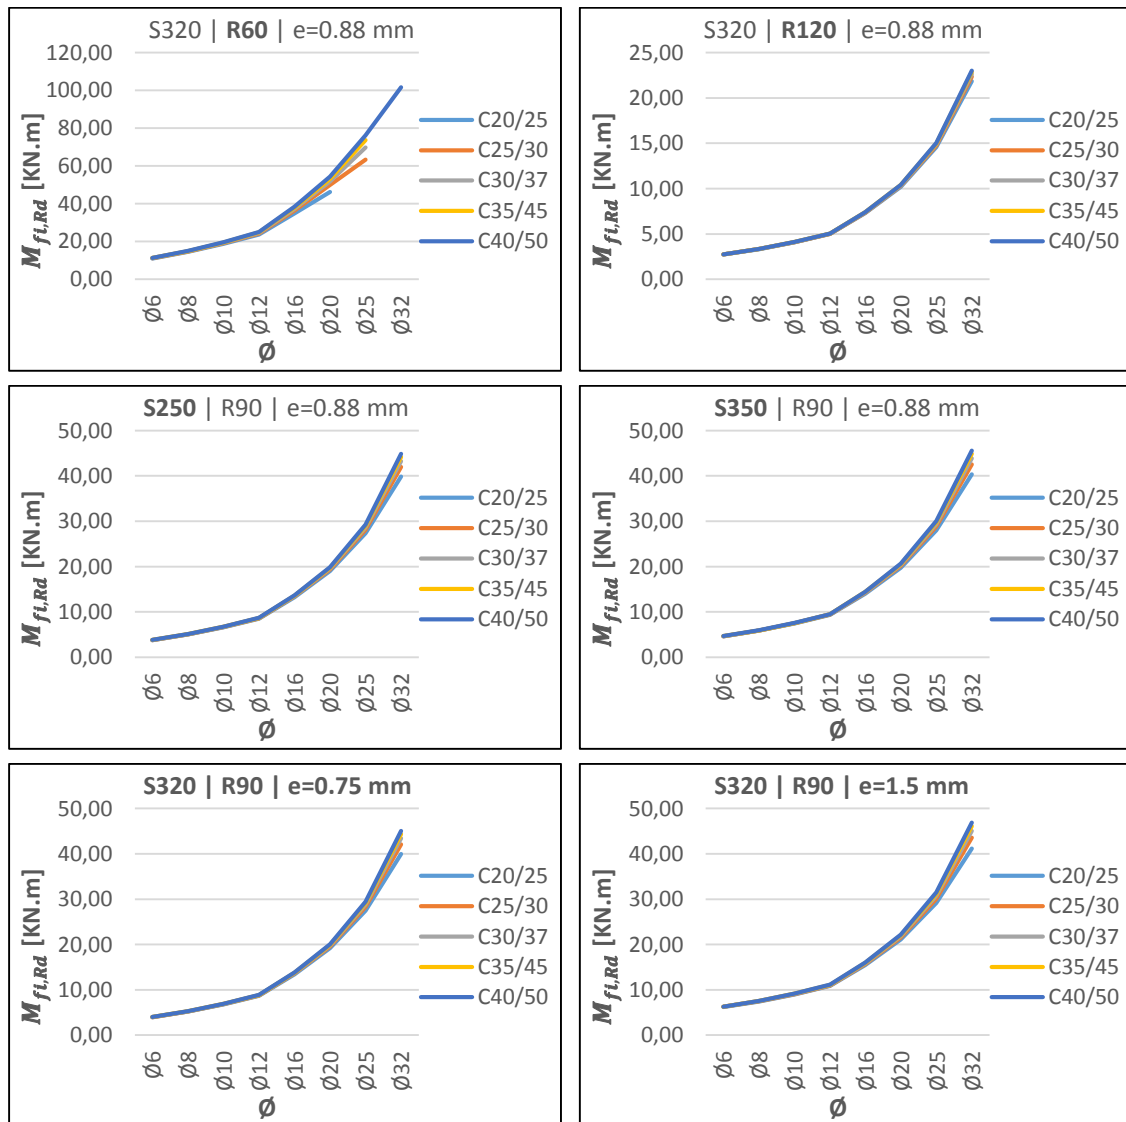 S320 | R60 | e=0.88 mm
120,00
100,00
80,00
60,00
40,00
20,00
0,00
M fi,Rd [KN.m]
Ø6
Ø8
Ø10
Ø12
Ø16
Ø20
Ø25
Ø32
Ø
C20/25
C25/30
C30/37
C35/45
C40/50
S320 | R120 | e=0.88 mm
25,00
20,00
15,00
10,00
5,00
0,00
M fi,Rd [KN.m]
Ø6
Ø8
Ø10
Ø12
Ø16
Ø20
Ø25
Ø32
Ø
C20/25
C25/30
C30/37
C35/45
C40/50
S250 | R90 | e=0.88 mm
50,00
40,00
30,00
20,00
10,00
0,00
M fi,Rd [KN.m]
Ø6
Ø8
Ø10
Ø12
Ø16
Ø20
Ø25
Ø32
Ø
C20/25
C25/30
C30/37
C35/45
C40/50
S350 | R90 | e=0.88 mm
50,00
40,00
30,00
20,00
10,00
0,00
M fi,Rd [KN.m]
Ø6
Ø8
Ø10
Ø12
Ø16
Ø20
Ø25
Ø32
Ø
C20/25
C25/30
C30/37
C35/45
C40/50
S320 | R90 | e=0.75 mm
50,00
40,00
30,00
20,00
10,00
0,00
M fi,Rd [KN.m]
Ø6
Ø8
Ø10
Ø12
Ø16
Ø20
Ø25
Ø32
Ø
C20/25
C25/30
C30/37
C35/45
C40/50
S320 | R90 | e=1.5 mm
50,00
40,00
30,00
20,00
10,00
0,00
M fi,Rd [KN.m]
Ø6
Ø8
Ø10
Ø12
Ø16
Ø20
Ø25
Ø32
Ø
C20/25
C25/30
C30/37
C35/45
C40/50